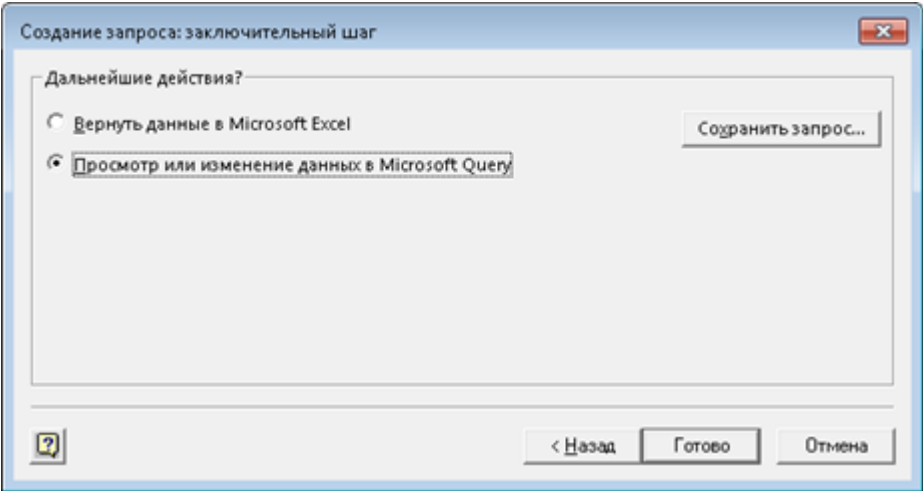 Создание запроса: заключительный шаг
Дальнейшие действия?
Вернуть данные в Microsoft Excel
Сохранить запрос...
Просмотр или изменение данных в Microsoft Query
< Назад
Готово
Отмена